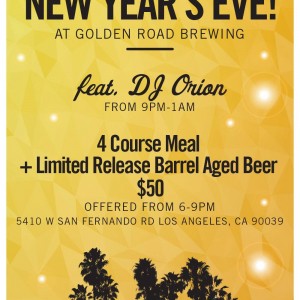 NEW YEAR'S EVE!
AT GOLDEN ROAD BREWING
feat. DJ Orion
FROM 9PM-1AM
4 Course Meal
+ Limited Release Barrel Aged Beer
$50
OFFERED FROM 6-9PM
5410 W SAN FERNANDO RD LOS ANGELES, CA 90039